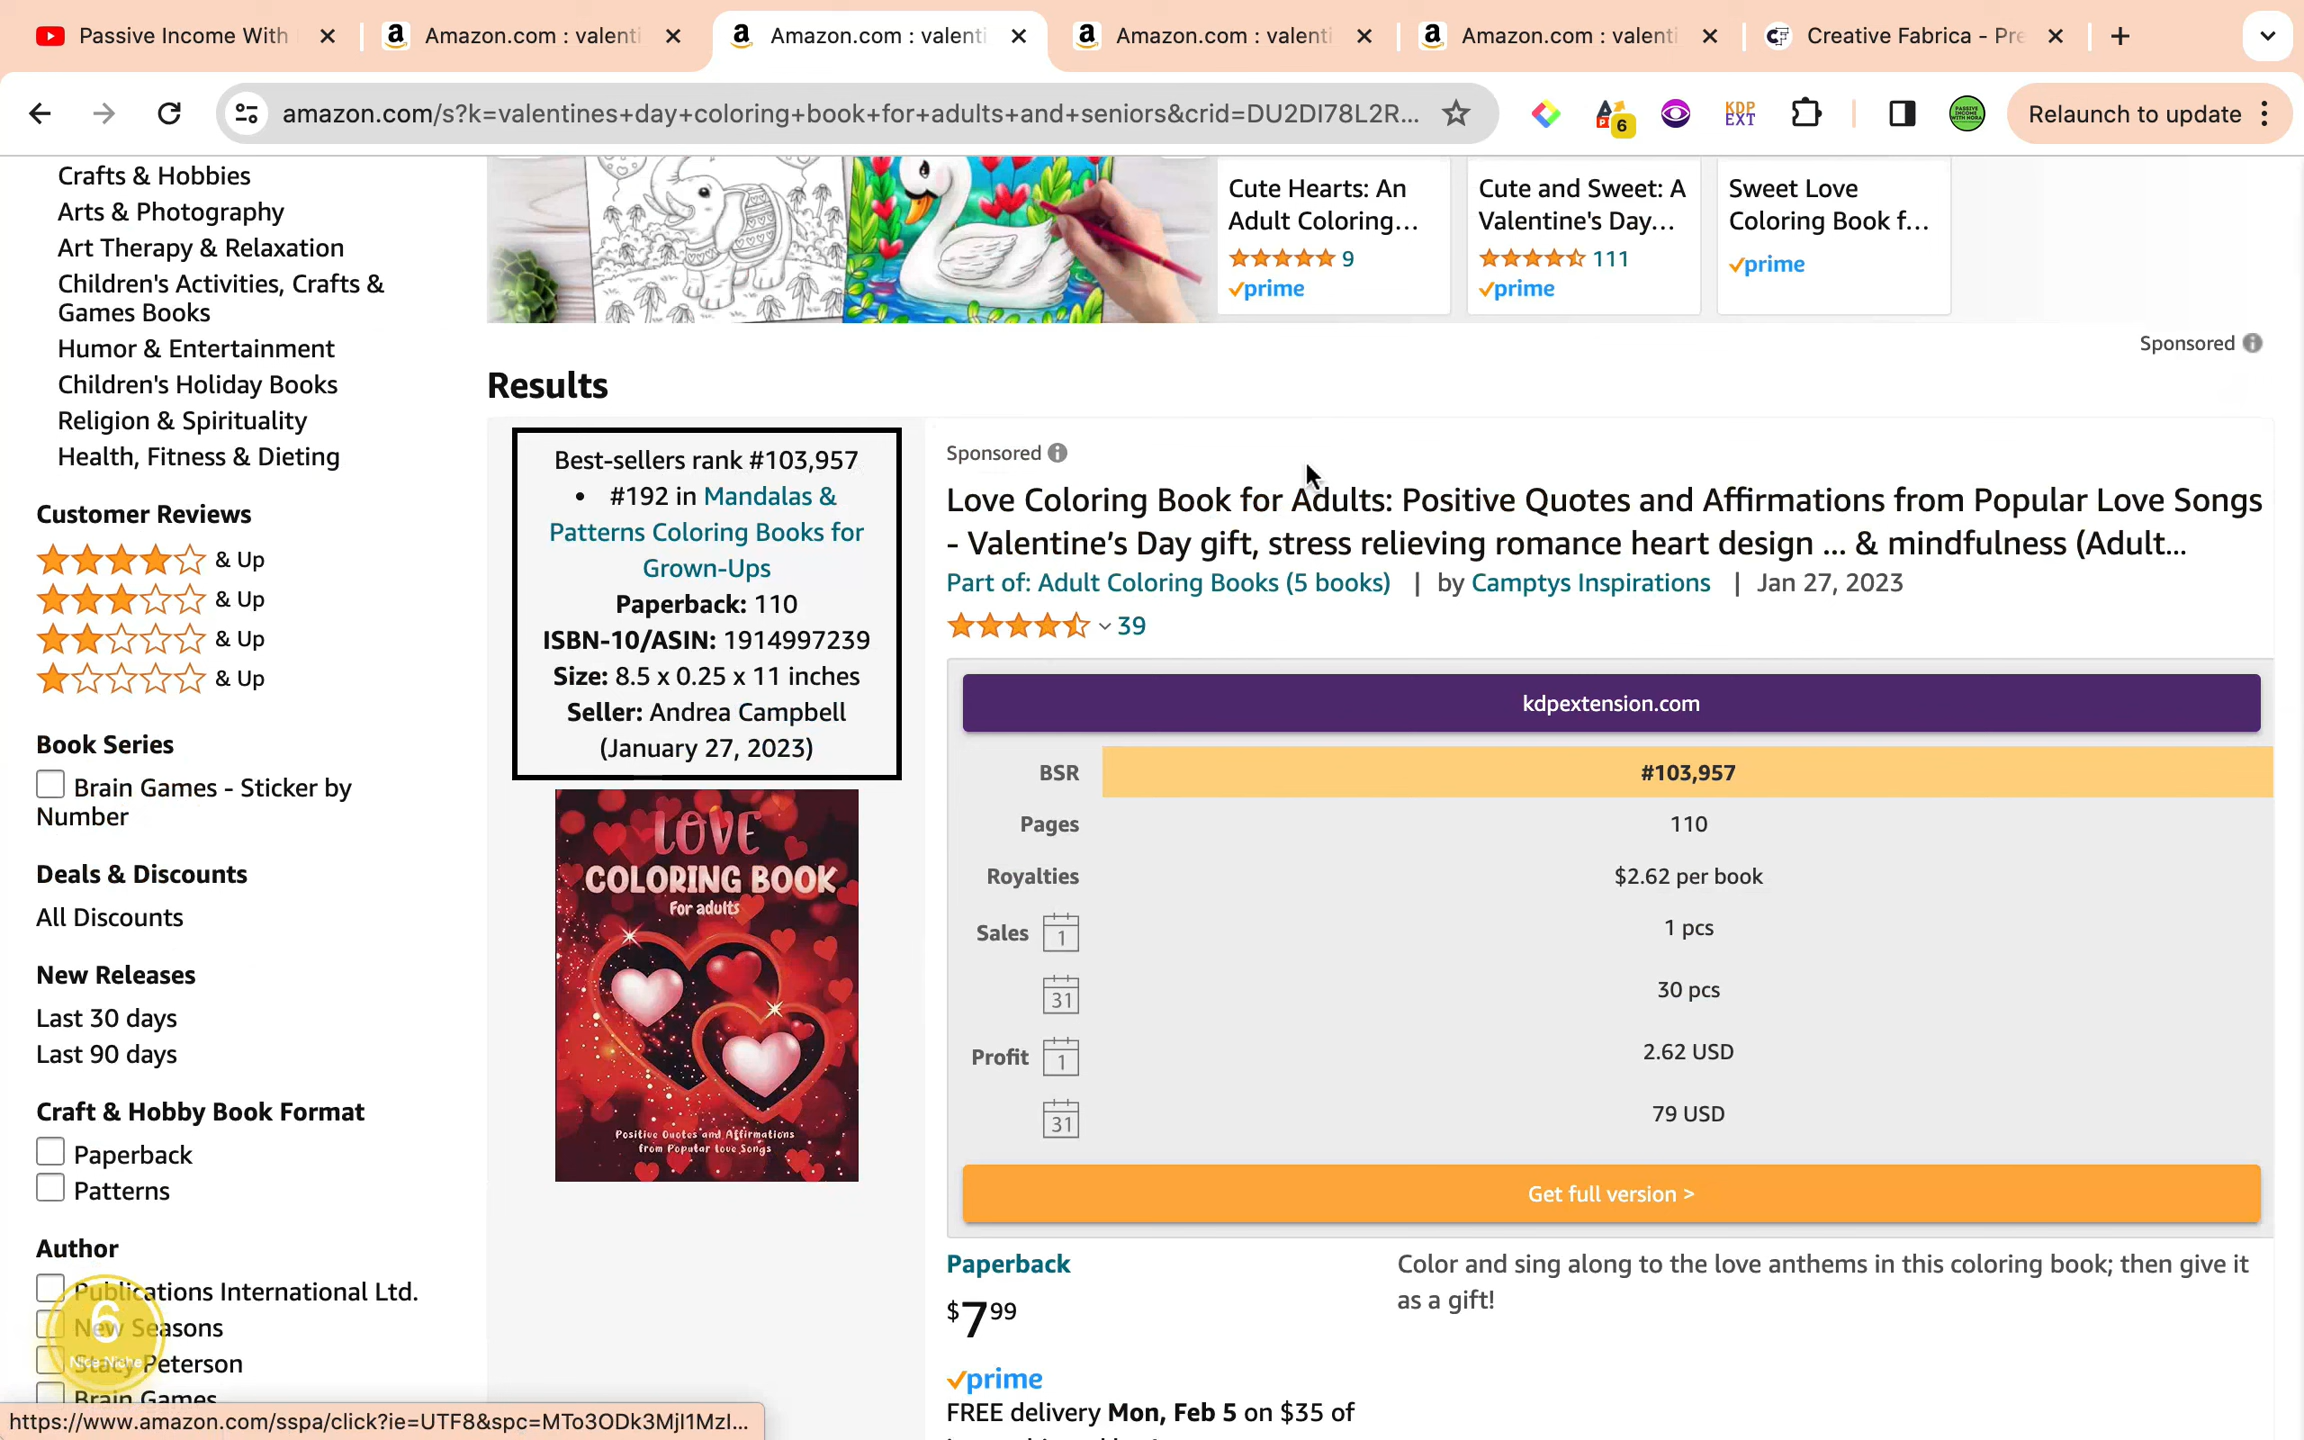 Passive Income With
Amazon.com : valenti
Amazon.com : valenti
Amazon.com : valenti
Amazon.com : valenti
Creative Fabrica - Pre
amazon.com/s?k=valentines+day+coloring+book+for+adults+and+seniors&crid=DU2DI78L2R...
6
KDP
EXT
Relaunch to update
Crafts & Hobbies
Arts & Photography
Art Therapy & Relaxation
Children's Activities, Crafts &
Games Books
Humor & Entertainment
Children's Holiday Books
Religion & Spirituality
Health, Fitness & Dieting
Customer Reviews
& Up
& Up
& Up
& Up
Book Series
Brain Games - Sticker by
Number
Deals & Discounts
All Discounts
New Releases
Last 30 days
Last 90 days
Craft & Hobby Book Format
Paperback
Patterns
Author
Publications International Ltd.
New Seasons
Stacy Peterson
Brain Games
6
Nice Niche
https://www.amazon.com/sspa/click?ie=UTF8&spc=MTo3ODk3MjI1MzI...
Cute Hearts: An
Adult Coloring...
9
prime
Cute and Sweet: A
Valentine's Day...
111
prime
Sweet Love
Coloring Book f...
prime
Sponsored
Results
Best-sellers rank #103,957
• #192 in Mandalas &
Patterns Coloring Books for
Grown-Ups
Paperback: 110
ISBN-10/ASIN: 1914997239
Size: 8.5 x 0.25 x 11 inches
Seller: Andrea Campbell
(January 27, 2023)
LOVE
COLORING BOOK
For adults
Positive Quotes and Affirmations
from Popular Love Songs
Sponsored
Love Coloring Book for Adults: Positive Quotes and Affirmations from Popular Love Songs
- Valentine’s Day gift, stress relieving romance heart design ... & mindfulness (Adult...
Part of: Adult Coloring Books (5 books) | by Camptys Inspirations | Jan 27, 2023
39
kdpextension.com
BSR #103,957
Pages 110
Royalties $2.62 per book
Sales 1 1 pcs
31 30 pcs
Profit 1 2.62 USD
31 79 USD
Get full version >
Paperback
$7 99
prime
FREE delivery Mon, Feb 5 on $35 of
Color and sing along to the love anthems in this coloring book; then give it
as a gift!